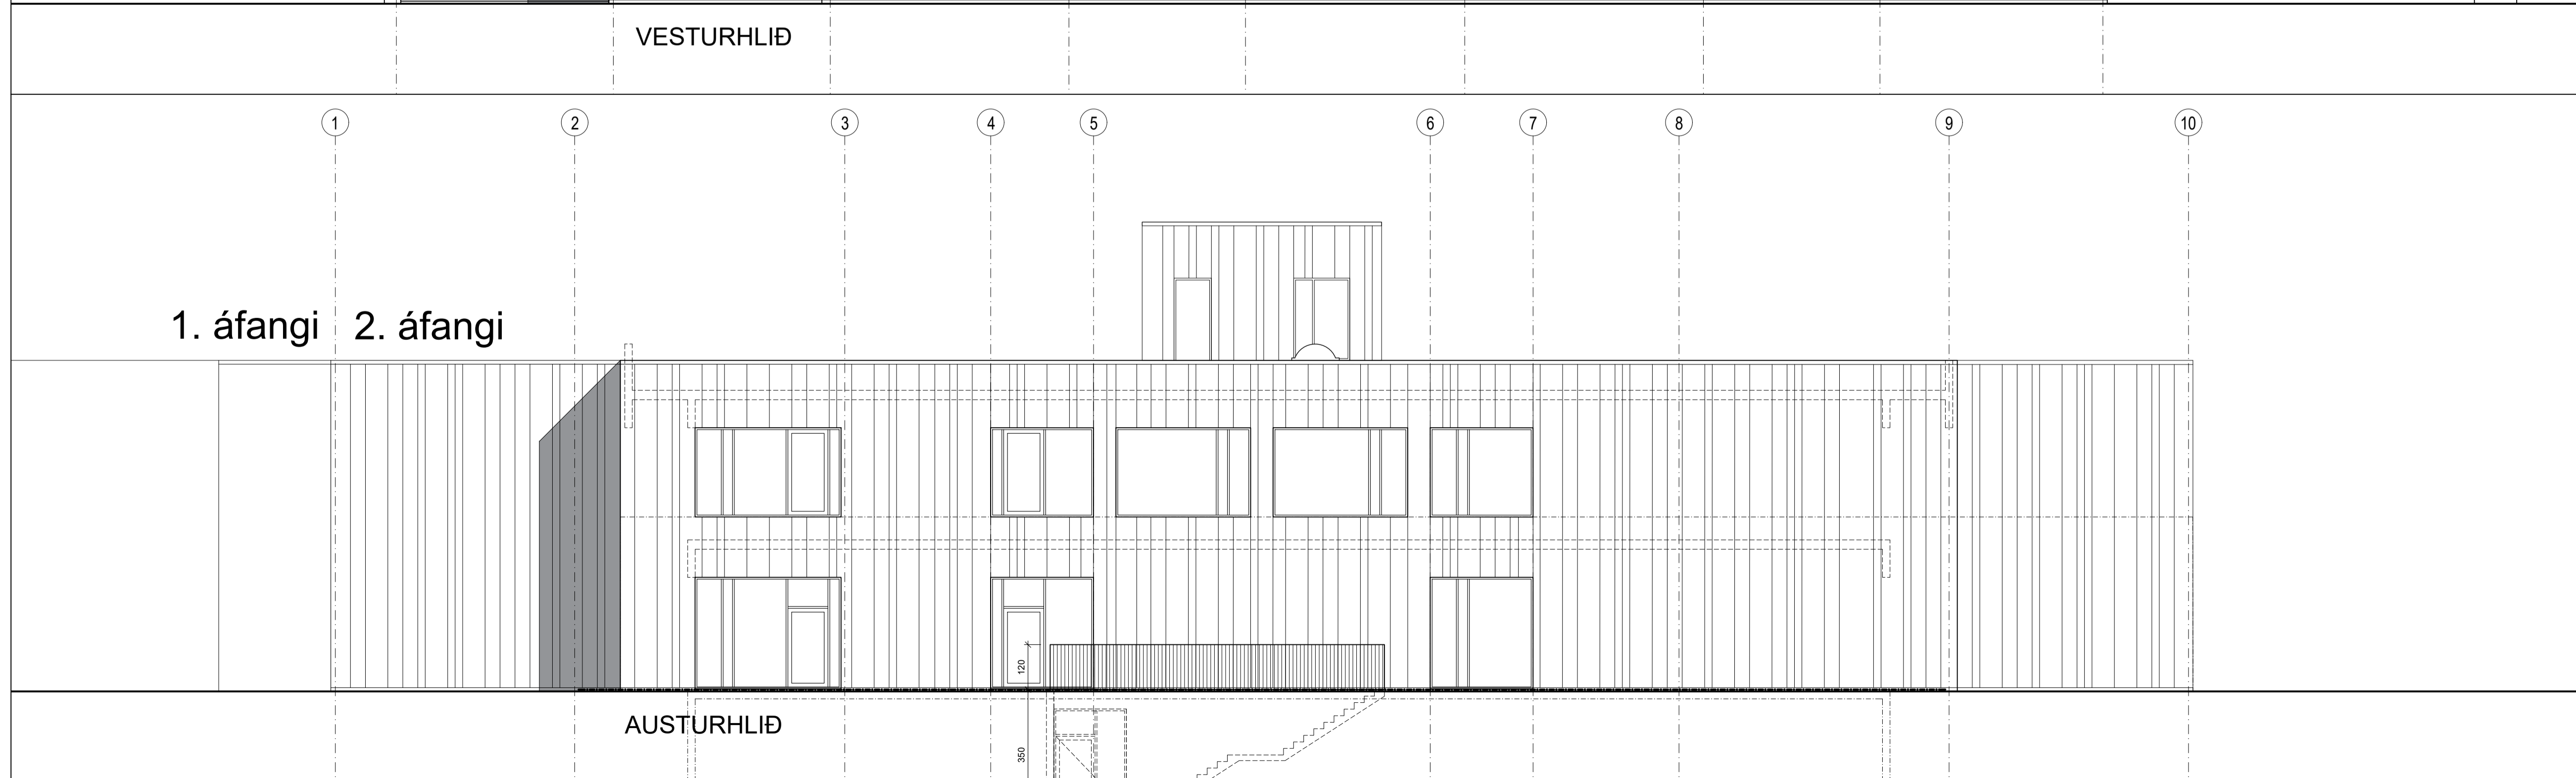 VESTURHLIÐ
1 2 3 4 5 6 7 8 9 10
1. áfangi 2. áfangi
120
AUSTURHLIÐ
350